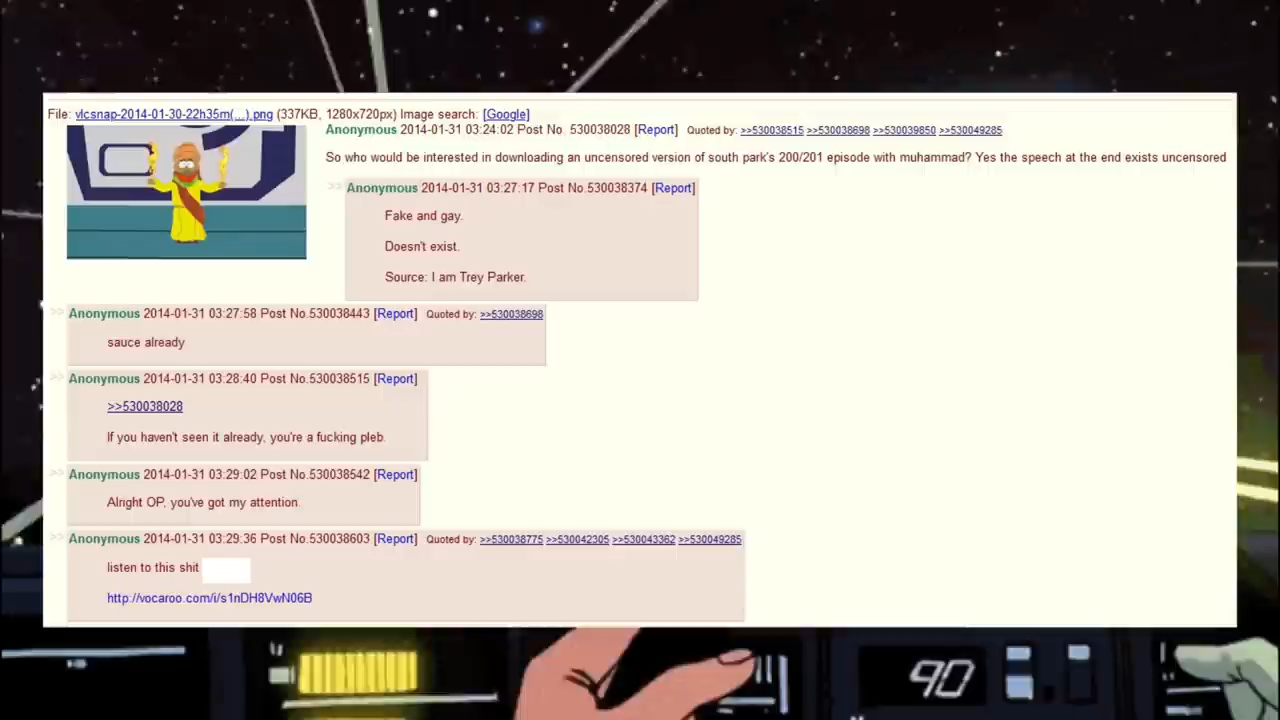 File: vlcsnap-2014-01-30-22h35m(...).png (337KB, 1280x720px) Image search: [Google]
Anonymous 2014-01-31 03:24:02 Post No. 530038028 [Report] Quoted by: >>530038515 >>530038698 >>530039850 >>530049285
So who would be interested in downloading an uncensored version of south park's 200/201 episode with muhammad? Yes the speech at the end exists uncensored
>> Anonymous 2014-01-31 03:27:17 Post No.530038374 [Report]
Fake and gay.
Doesn't exist.
Source: I am Trey Parker.
>> Anonymous 2014-01-31 03:27:58 Post No.530038443 [Report] Quoted by: >>530038698
sauce already
>> Anonymous 2014-01-31 03:28:40 Post No.530038515 [Report]
>>530038028
If you haven't seen it already, you're a fucking pleb.
>> Anonymous 2014-01-31 03:29:02 Post No.530038542 [Report]
Alright OP, you've got my attention.
>> Anonymous 2014-01-31 03:29:36 Post No.530038603 [Report] Quoted by: >>530038775 >>530042305 >>530043362 >>530049285
listen to this shit
http://vocaroo.com/i/s1nDH8VwN06B
90